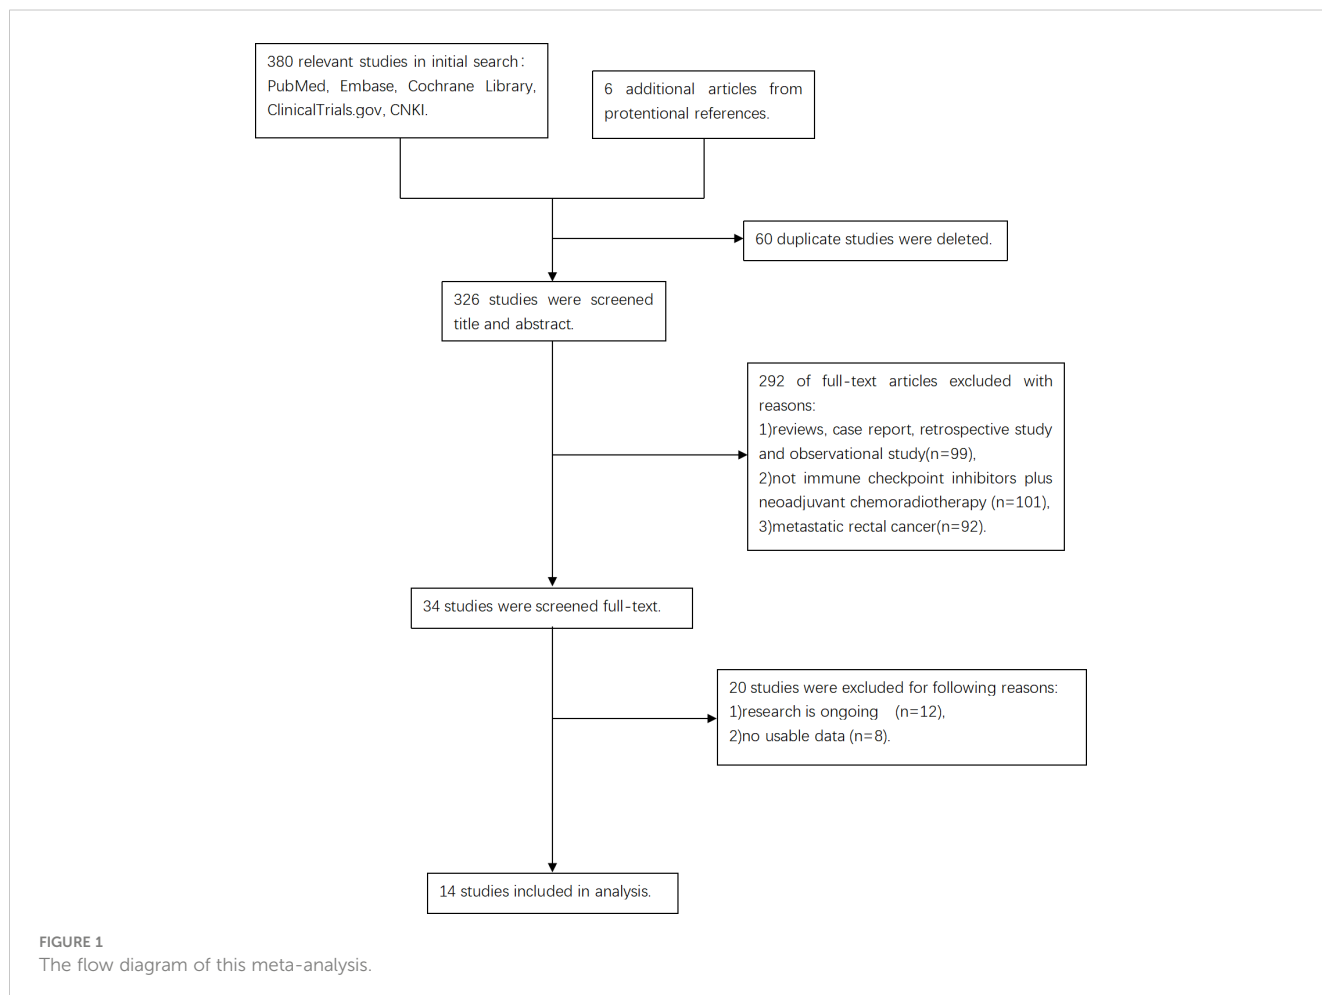 380 relevant studies in initial search：
PubMed, Embase, Cochrane Library,
ClinicalTrials.gov, CNKI.
6 additional articles from
protentional references.
60 duplicate studies were deleted.
326 studies were screened
title and abstract.
292 of full-text articles excluded with
reasons:
1)reviews, case report, retrospective study
and observational study(n=99),
2)not immune checkpoint inhibitors plus
neoadjuvant chemoradiotherapy (n=101),
3)metastatic rectal cancer(n=92).
34 studies were screened full-text.
20 studies were excluded for following reasons:
1)research is ongoing (n=12),
2)no usable data (n=8).
14 studies included in analysis.
FIGURE 1
The flow diagram of this meta-analysis.